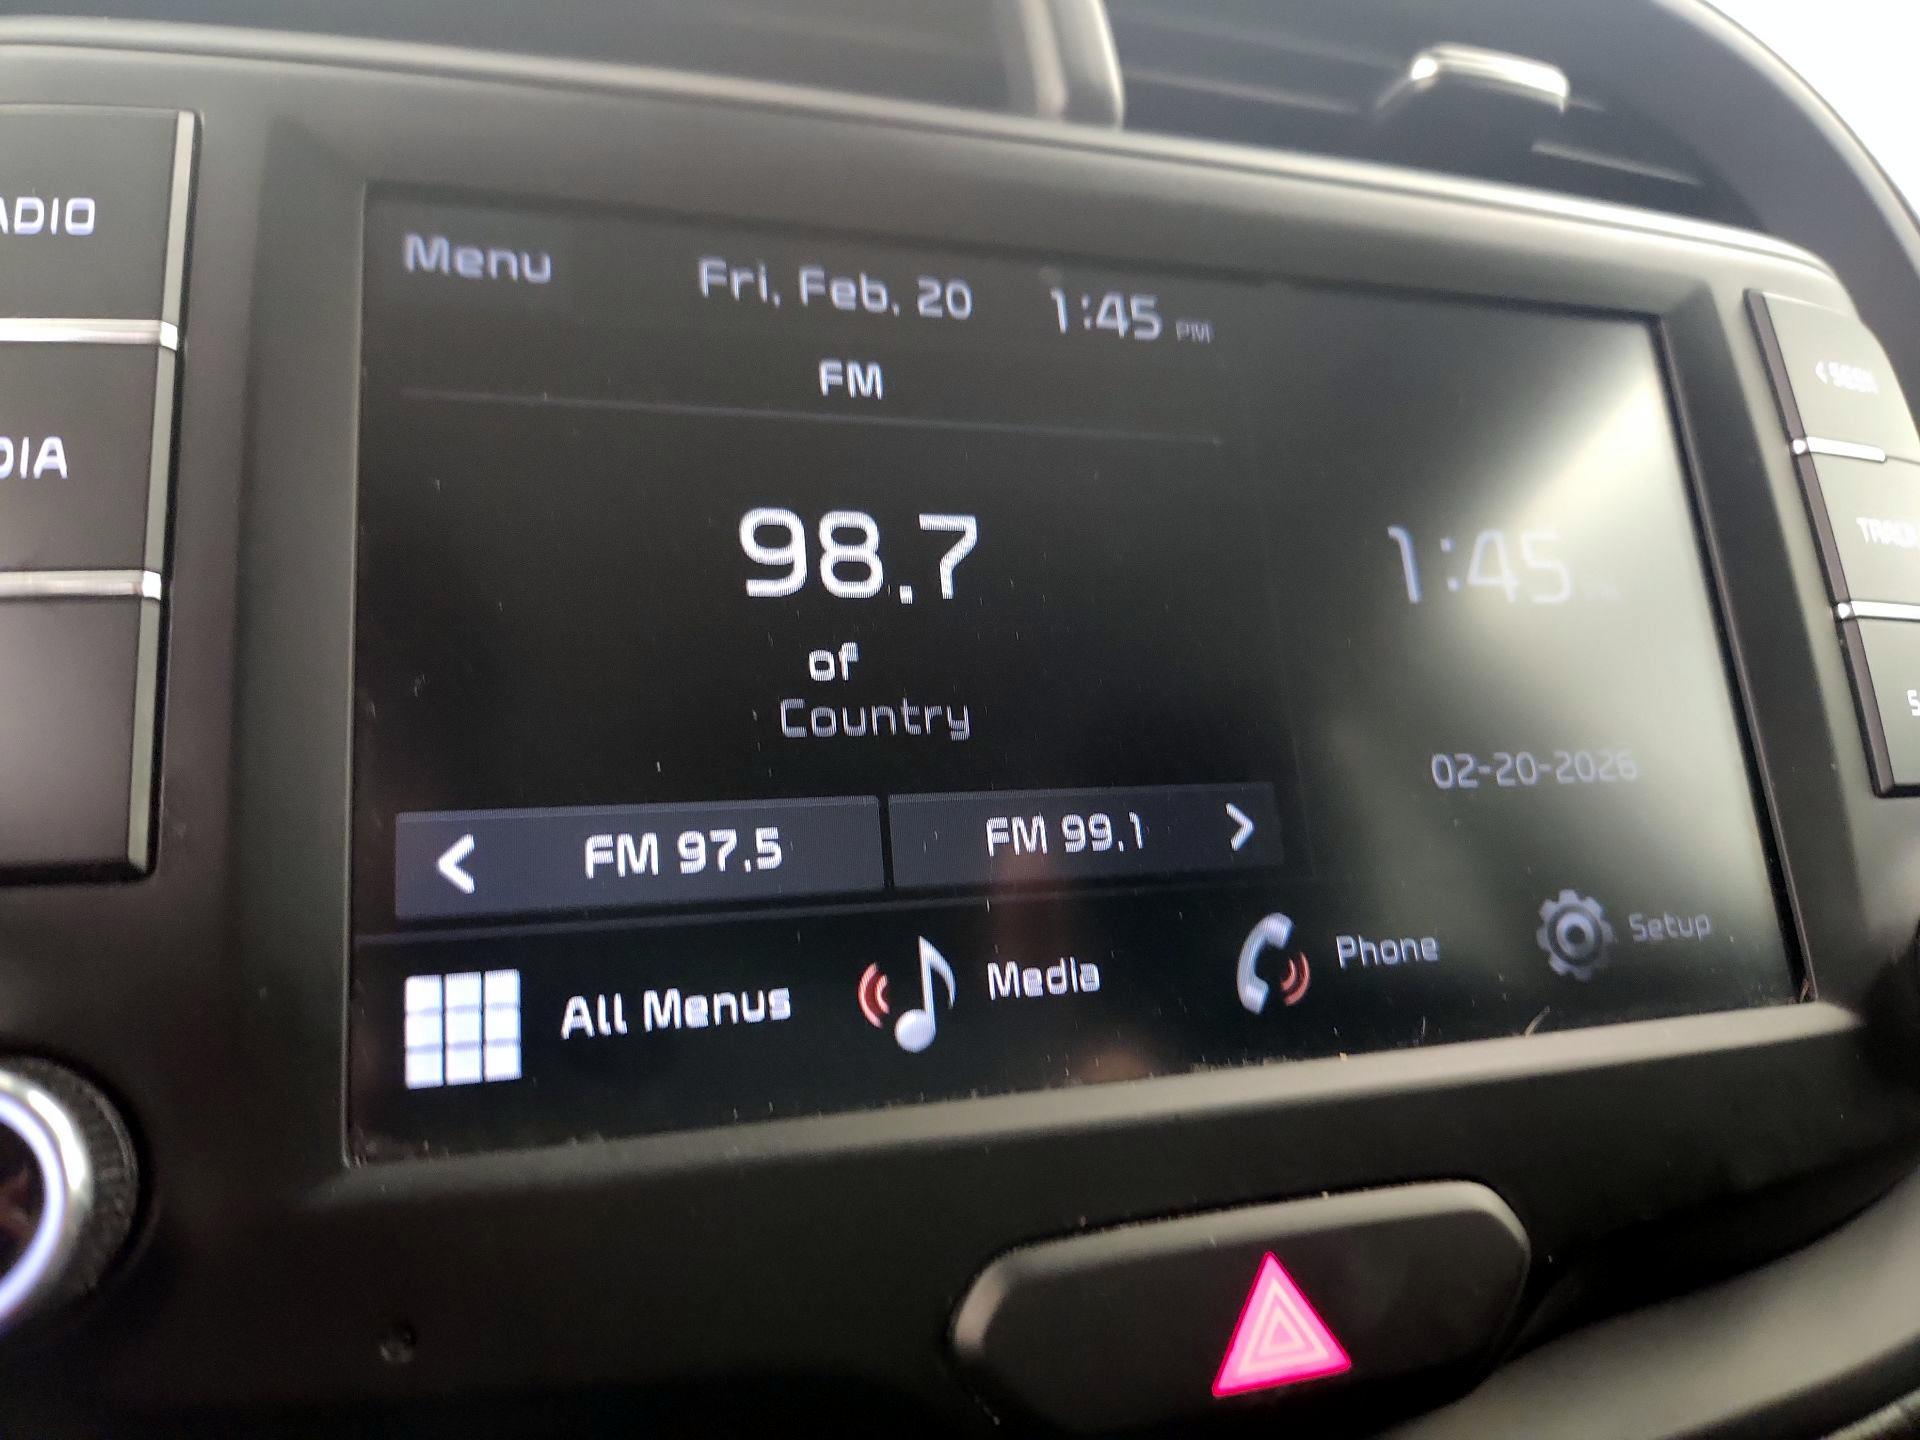 ADIO
DIA
Menu Fri, Feb. 20 1:45 PM
FM
98.7
of
Country
FM 97.5 FM 99.1
1:45
02-20-2026
All Menus Media Phone Setup